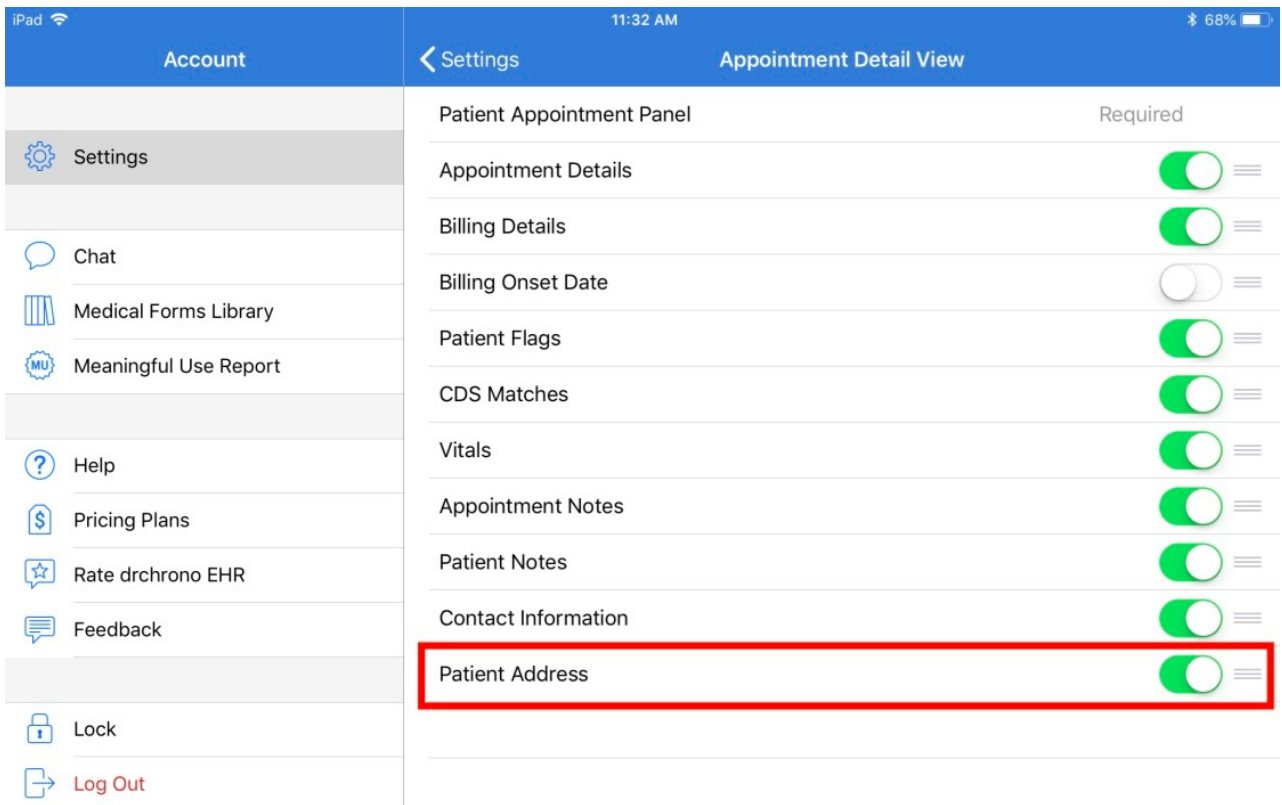 iPad 11:32 AM 68%
Account
Settings
Chat
Medical Forms Library
MU Meaningful Use Report
? Help
$ Pricing Plans
Rate drchrono EHR
Feedback
Lock
Log Out
Settings Appointment Detail View
Patient Appointment Panel Required
Appointment Details
Billing Details
Billing Onset Date
Patient Flags
CDS Matches
Vitals
Appointment Notes
Patient Notes
Contact Information
Patient Address